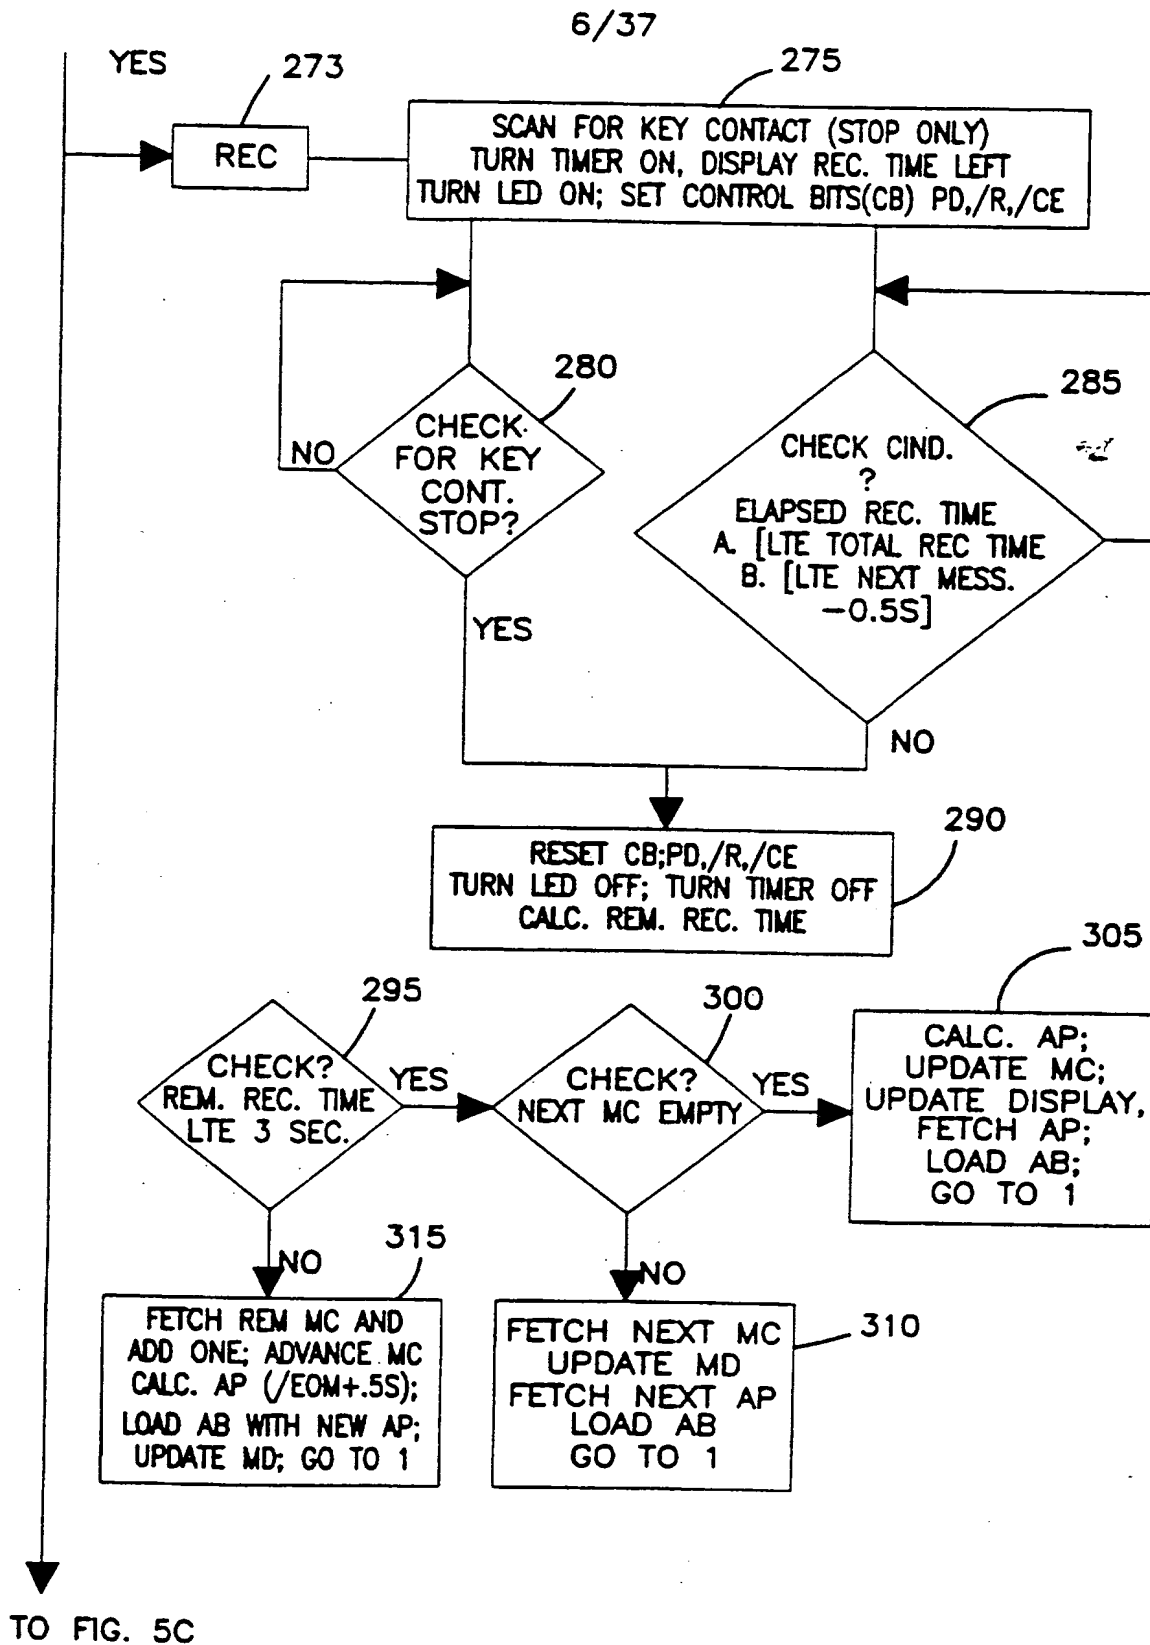 6/37
YES
273
275
REC
SCAN FOR KEY CONTACT (STOP ONLY)
TURN TIMER ON, DISPLAY REC. TIME LEFT
TURN LED ON; SET CONTROL BITS(CB) PD,/R,/CE
280
CHECK
FOR KEY
CONT.
STOP?
NO
YES
285
CHECK CIND.
?
ELAPSED REC. TIME
A. [LTE TOTAL REC TIME
B. [LTE NEXT MESS.
-0.5S]
NO
290
RESET CB;PD,/R,/CE
TURN LED OFF; TURN TIMER OFF
CALC. REM. REC. TIME
295
CHECK?
REM. REC. TIME
LTE 3 SEC.
YES
NO
300
CHECK?
NEXT MC EMPTY
YES
NO
305
CALC. AP;
UPDATE MC;
UPDATE DISPLAY,
FETCH AP;
LOAD AB;
GO TO 1
315
FETCH REM MC AND
ADD ONE; ADVANCE MC
CALC. AP (/EOM+.5S);
LOAD AB WITH NEW AP;
UPDATE MD; GO TO 1
310
FETCH NEXT MC
UPDATE MD
FETCH NEXT AP
LOAD AB
GO TO 1
TO FIG. 5C